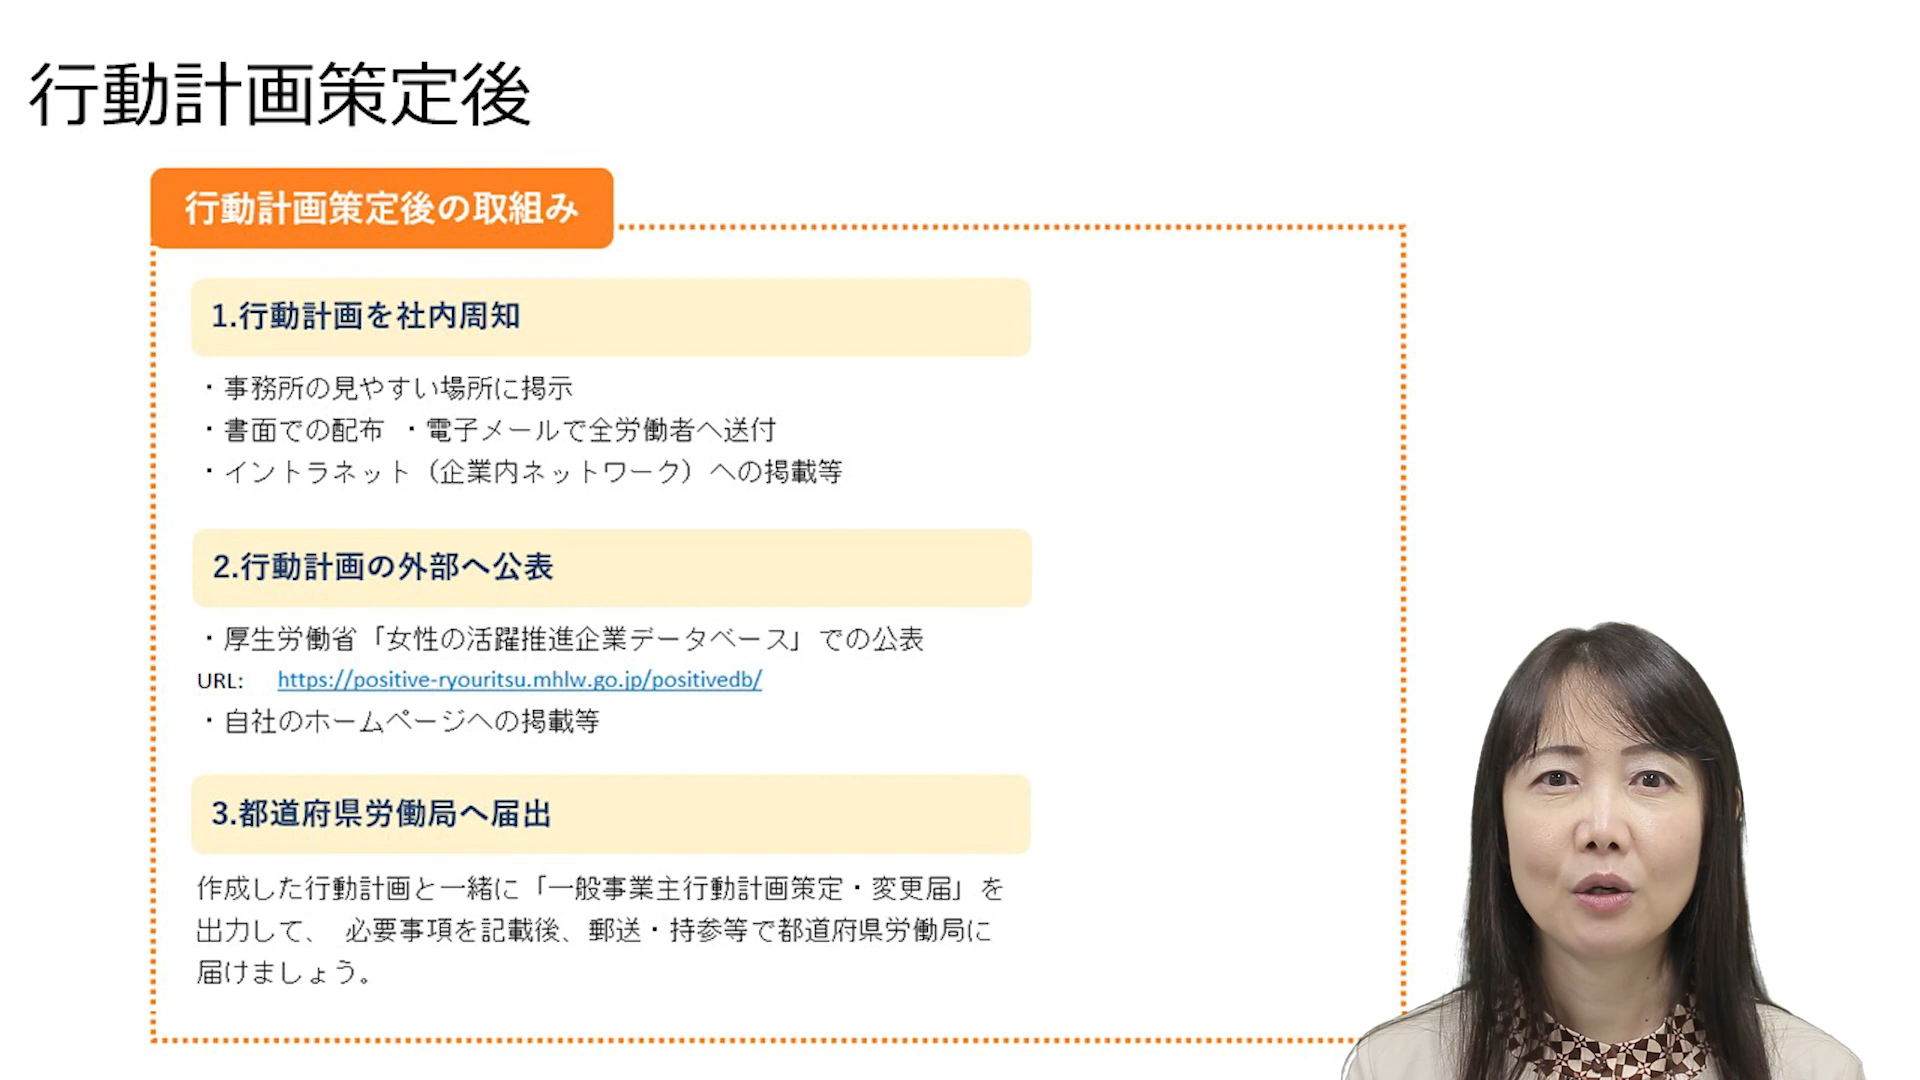 行動計画策定後
行動計画策定後の取組み
1.行動計画を社内周知
・事務所の見やすい場所に掲示
・書面での配布 ・電子メールで全労働者へ送付
・イントラネット（企業内ネットワーク）への掲載等
2.行動計画の外部へ公表
・厚生労働省「女性の活躍推進企業データベース」での公表
URL: https://positive-ryouritsu.mhlw.go.jp/positivedb/
・自社のホームページへの掲載等
3.都道府県労働局へ届出
作成した行動計画と一緒に「一般事業主行動計画策定・変更届」を
出力して、 必要事項を記載後、郵送・持参等で都道府県労働局に
届けましょう。